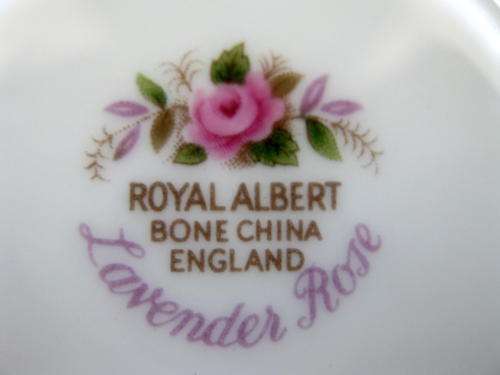 ROYAL ALBERT
BONE CHINA
ENGLAND
Lavender Rose